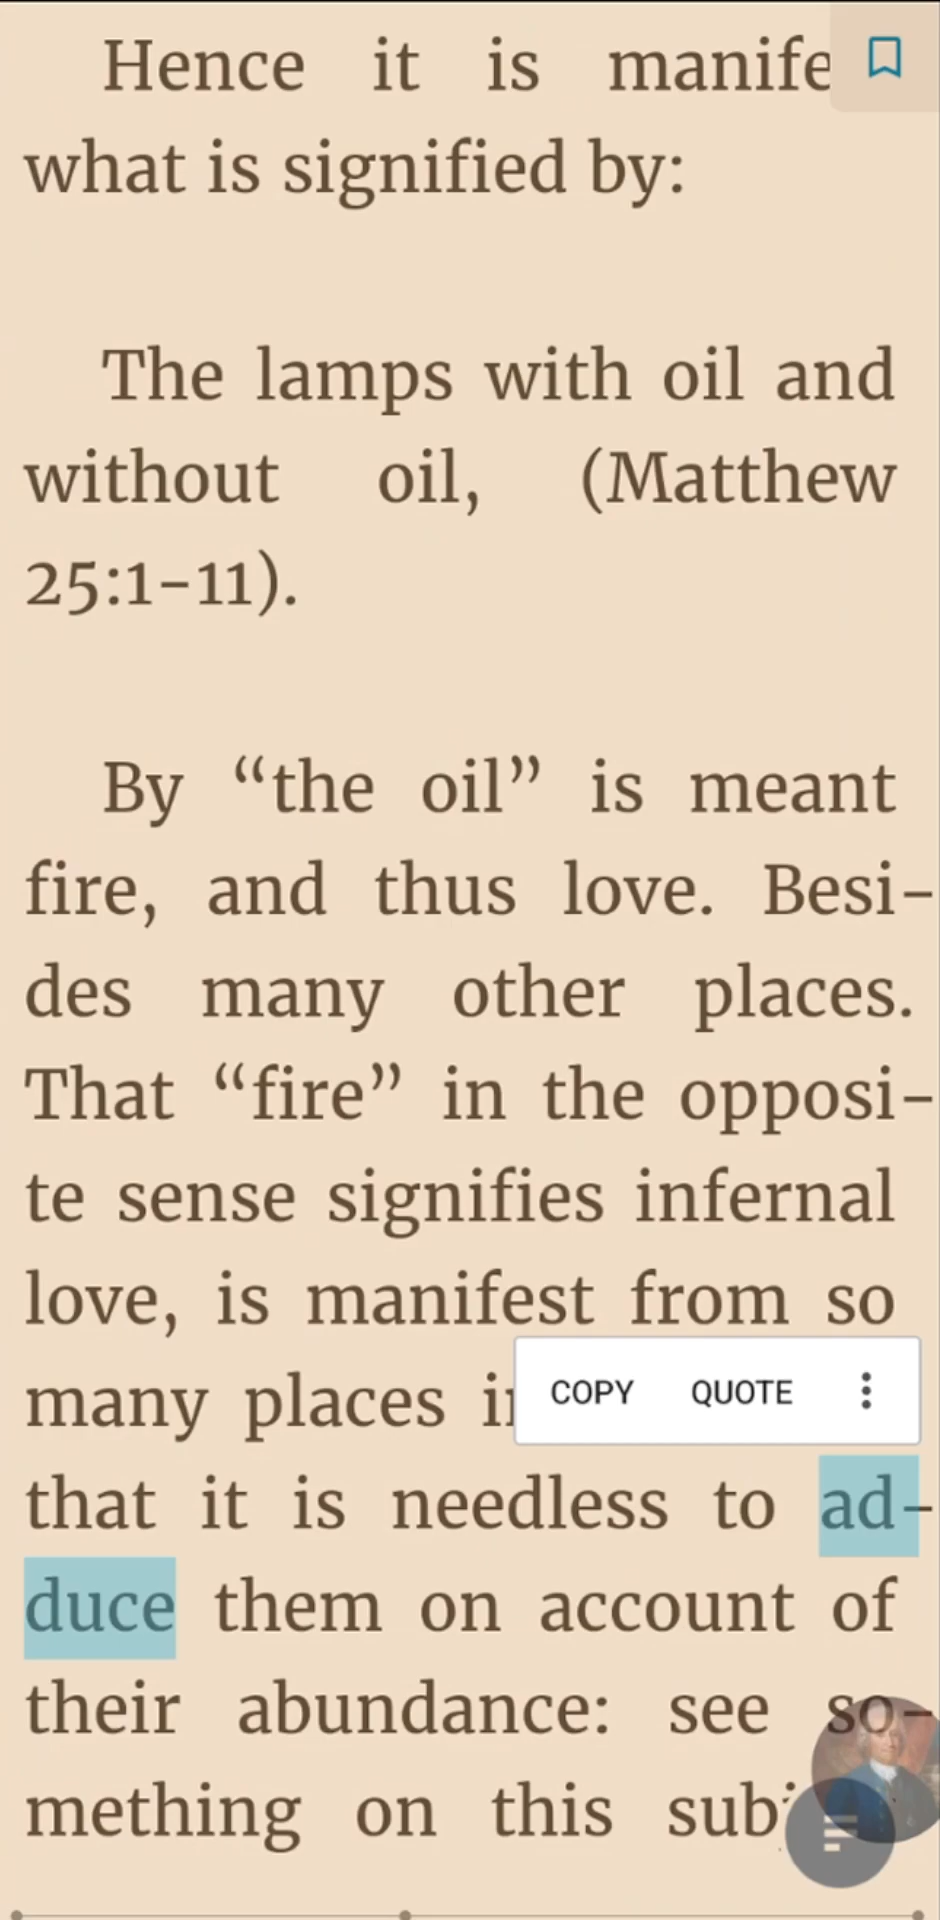 Hence it is manife
what is signified by:
The lamps with oil and
without oil, (Matthew
25:1-11).
By “the oil” is meant
fire, and thus love. Besi-
des many other places.
That “fire” in the opposi-
te sense signifies infernal
love, is manifest from so
many places
COPY QUOTE
that it is needless to ad-
duce them on account of
their abundance: see so-
mething on this